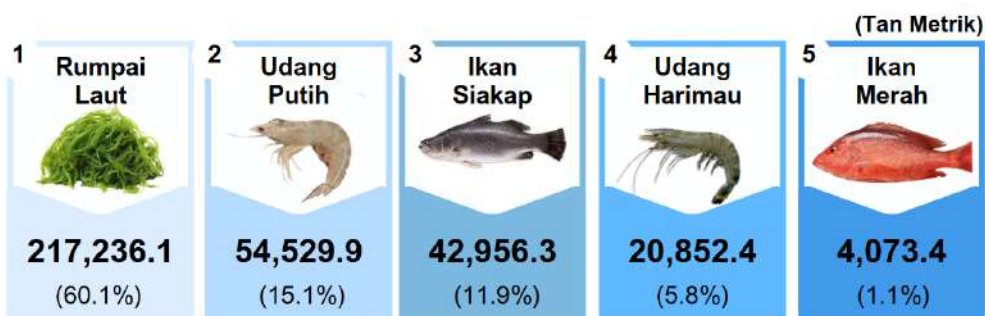 (Tan Metrik)
1
Rumpai
Laut
217,236.1
(60.1%)
2
Udang
Putih
54,529.9
(15.1%)
3
Ikan
Siakap
42,956.3
(11.9%)
4
Udang
Harimau
20,852.4
(5.8%)
5
Ikan
Merah
4,073.4
(1.1%)